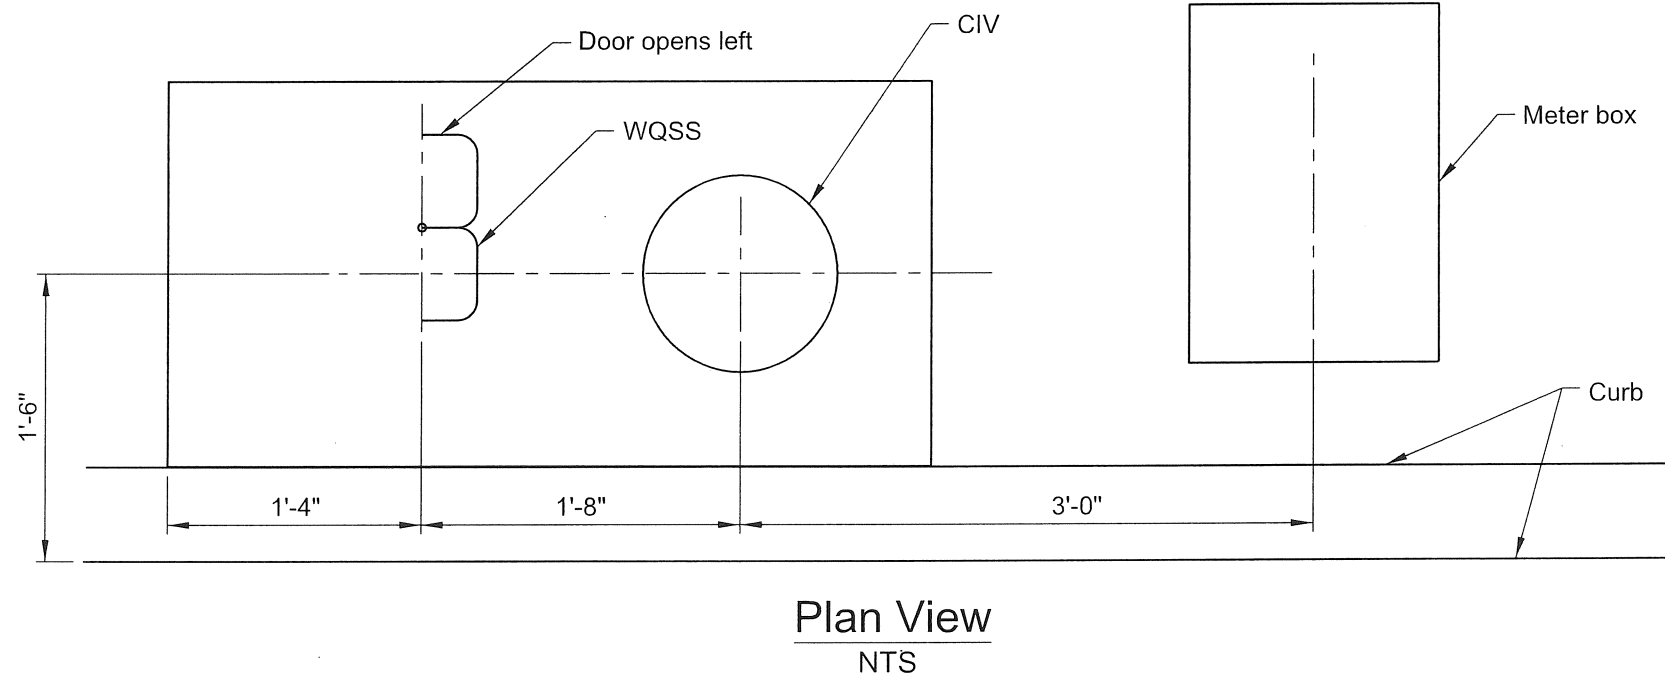 CIV
Door opens left
WQSS
Meter box
1'-6"
Curb
1'-4"
1'-8"
3'-0"
Plan View
NTS